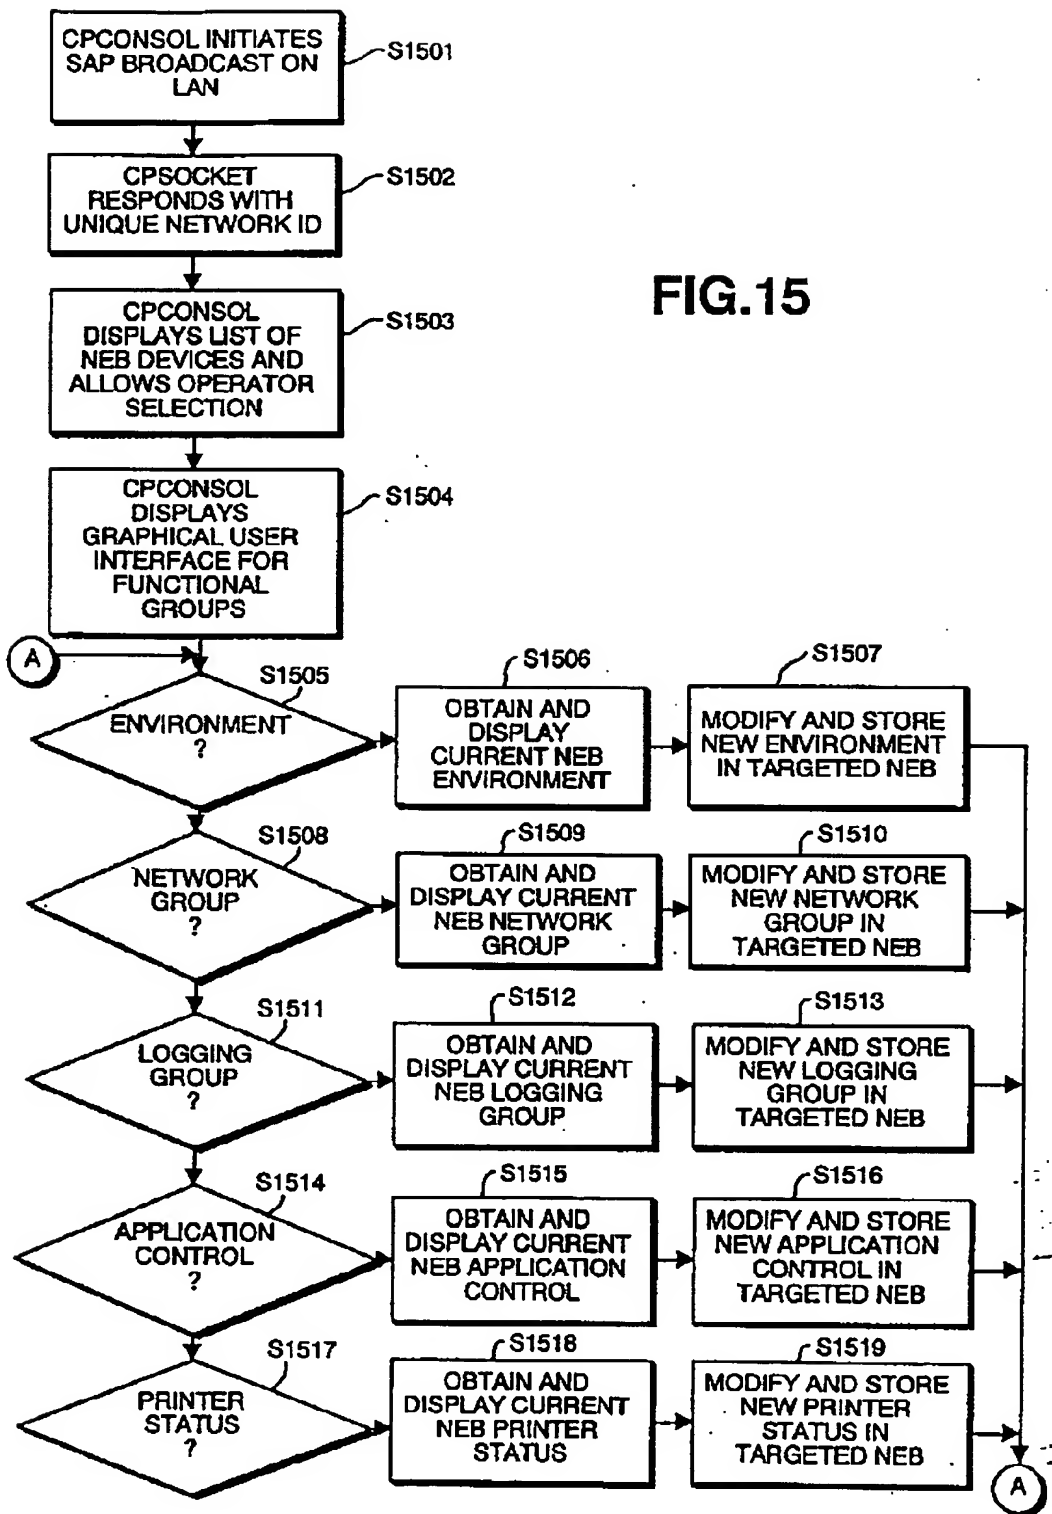 CPCONSOL INITIATES
SAP BROADCAST ON
LAN
S1501
CPSOCKET
RESPONDS WITH
UNIQUE NETWORK ID
S1502
CPCONSOL
DISPLAYS LIST OF
NEB DEVICES AND
ALLOWS OPERATOR
SELECTION
S1503
FIG.15
CPCONSOL
DISPLAYS
GRAPHICAL USER
INTERFACE FOR
FUNCTIONAL
GROUPS
S1504
A
S1505
ENVIRONMENT
?
S1506
OBTAIN AND
DISPLAY
CURRENT NEB
ENVIRONMENT
S1507
MODIFY AND STORE
NEW ENVIRONMENT
IN TARGETED NEB
S1508
NETWORK
GROUP
?
S1509
OBTAIN AND
DISPLAY CURRENT
NEB NETWORK
GROUP
S1510
MODIFY AND STORE
NEW NETWORK
GROUP IN
TARGETED NEB
S1511
LOGGING
GROUP
?
S1512
OBTAIN AND
DISPLAY CURRENT
NEB LOGGING
GROUP
S1513
MODIFY AND STORE
NEW LOGGING
GROUP IN
TARGETED NEB
S1514
APPLICATION
CONTROL
?
S1515
OBTAIN AND
DISPLAY CURRENT
NEB APPLICATION
CONTROL
S1516
MODIFY AND STORE
NEW APPLICATION
CONTROL IN
TARGETED NEB
S1517
PRINTER
STATUS
?
S1518
OBTAIN AND
DISPLAY CURRENT
NEB PRINTER
STATUS
S1519
MODIFY AND STORE
NEW PRINTER
STATUS IN
TARGETED NEB
A